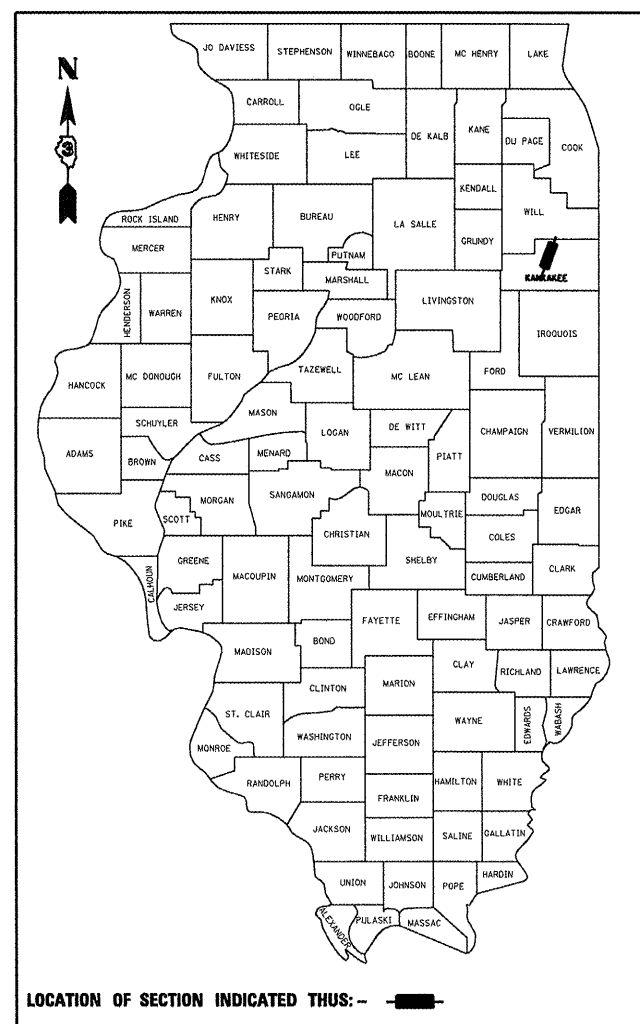 JO DAVIESS
STEPHENSON
WINNEBAGO
BOONE
MC HENRY
LAKE
N
CARROLL
OGLE
DE KALB
KANE
DU PAGE
COOK
3
WHITESIDE
LEE
KENDALL
WILL
ROCK ISLAND
HENRY
BUREAU
LA SALLE
GRUNDY
MERCER
PUTNAM
STARK
MARSHALL
KANKAKEE
HENDERSON
WARREN
KNOX
PEORIA
WOODFORD
LIVINGSTON
IROQUOIS
HANCOCK
MC DONOUGH
FULTON
TAZEWELL
MC LEAN
FORD
MASON
SCHUYLER
LOGAN
DE WITT
CHAMPAIGN
VERMILION
ADAMS
BROWN
CASS
MENARD
MACON
PIATT
MORGAN
SANGAMON
DOUGLAS
EDGAR
PIKE
SCOTT
CHRISTIAN
MOULTRIE
COLES
SHELBY
GREENE
MACOUPIN
MONTGOMERY
CUMBERLAND
CLARK
CALHOUN
JERSEY
FAYETTE
EFFINGHAM
JASPER
CRAWFORD
MADISON
BOND
CLAY
RICHLAND
LAWRENCE
CLINTON
MARION
ST. CLAIR
WAYNE
EDWARDS
WABASH
WASHINGTON
JEFFERSON
MONROE
RANDOLPH
PERRY
HAMILTON
WHITE
FRANKLIN
JACKSON
WILLIAMSON
SALINE
GALLATIN
UNION
JOHNSON
POPE
HARDIN
ALEXANDER
PULASKI
MASSAC
LOCATION OF SECTION INDICATED THUS: -